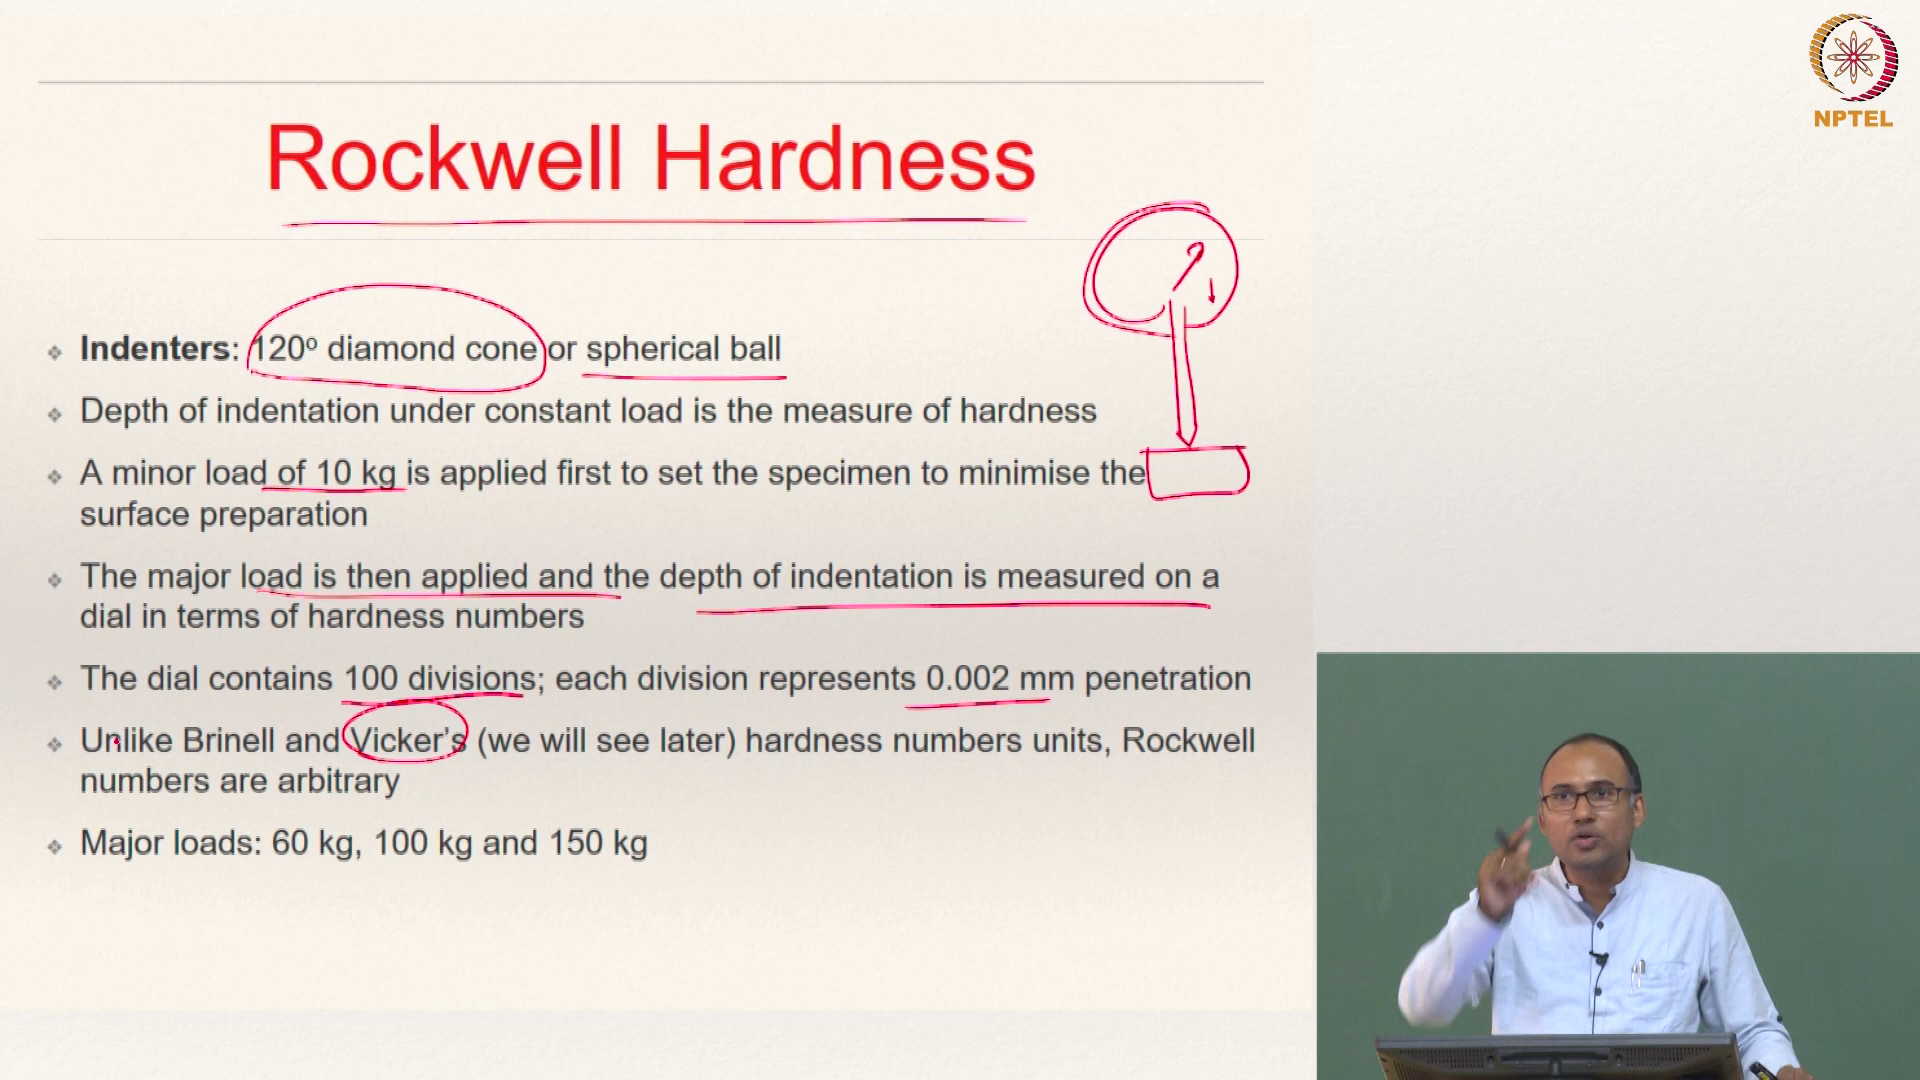 NPTEL
Rockwell Hardness
Indenters: 120º diamond cone or spherical ball
Depth of indentation under constant load is the measure of hardness
A minor load of 10 kg is applied first to set the specimen to minimise the
surface preparation
The major load is then applied and the depth of indentation is measured on a
dial in terms of hardness numbers
The dial contains 100 divisions; each division represents 0.002 mm penetration
Unlike Brinell and Vicker's (we will see later) hardness numbers units, Rockwell
numbers are arbitrary
Major loads: 60 kg, 100 kg and 150 kg